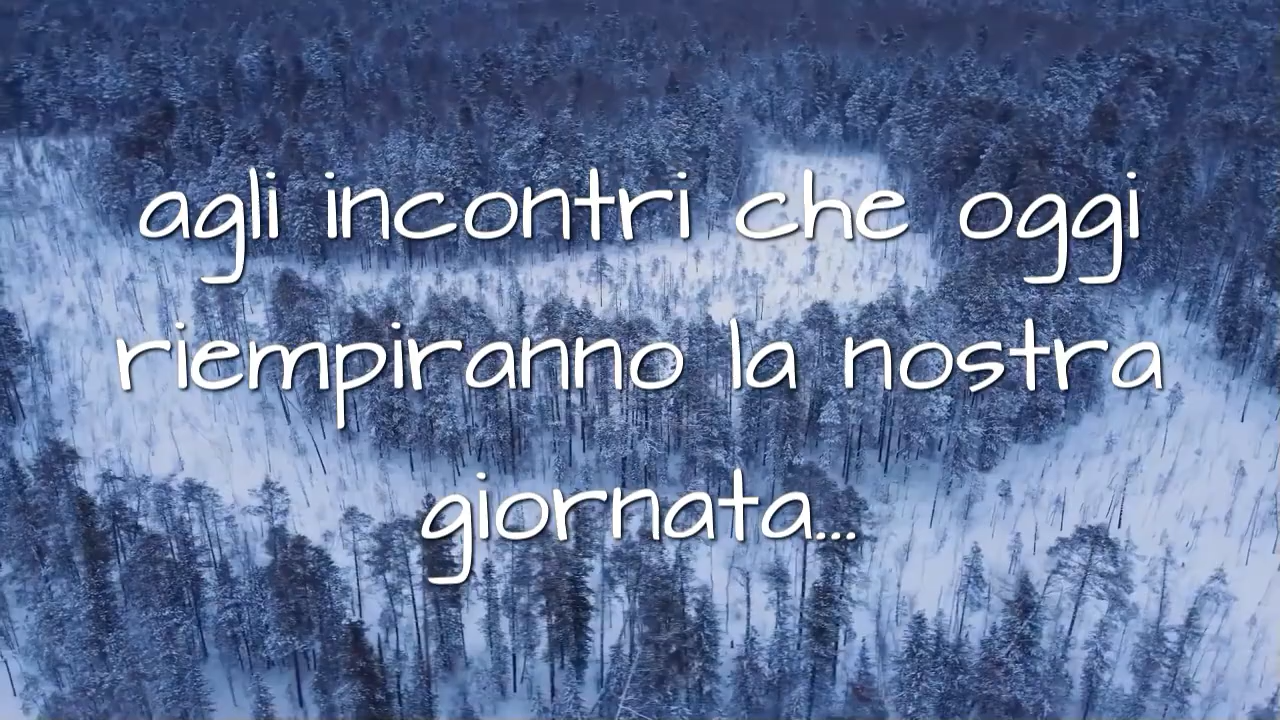 agli incontri che oggi
riempiranno la nostra
giornata...